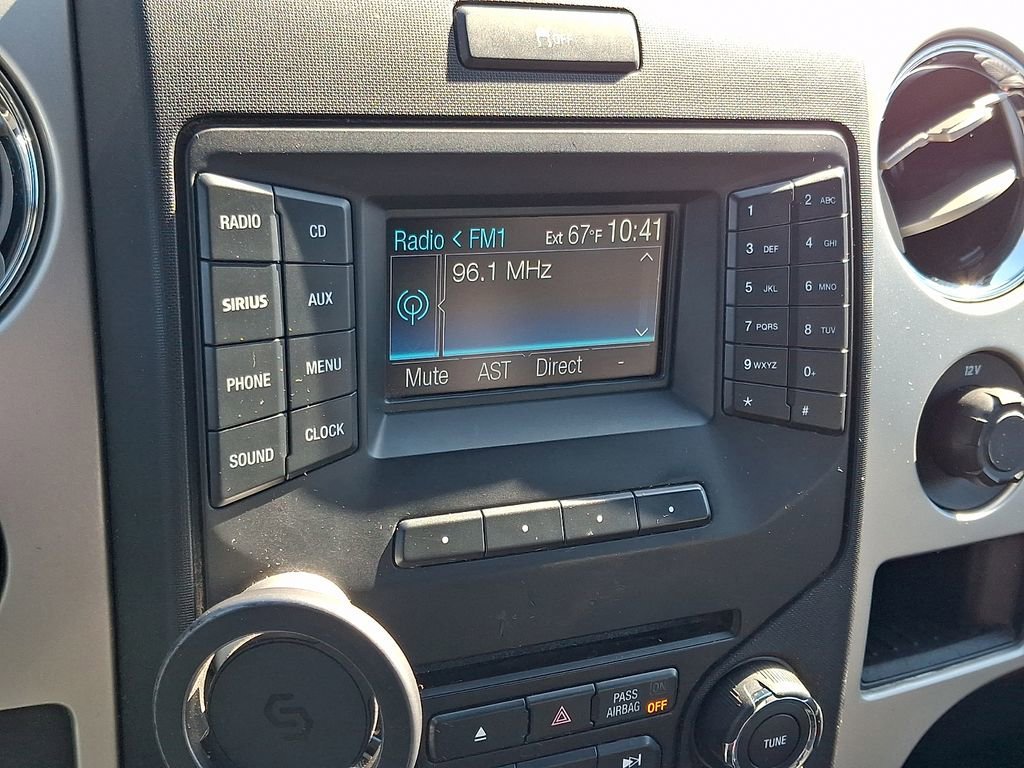 RADIO
CD
SIRIUS
AUX
PHONE
MENU
SOUND
CLOCK
Radio < FM1 Ext 67°F 10:41
96.1 MHz
Mute AST Direct -
1
2 ABC
3 DEF
4 GHI
5 JKL
6 MNO
7 PQRS
8 TUV
9 WXYZ
0+
*
#
12V
PASS
AIRBAG
ON
OFF
TUNE